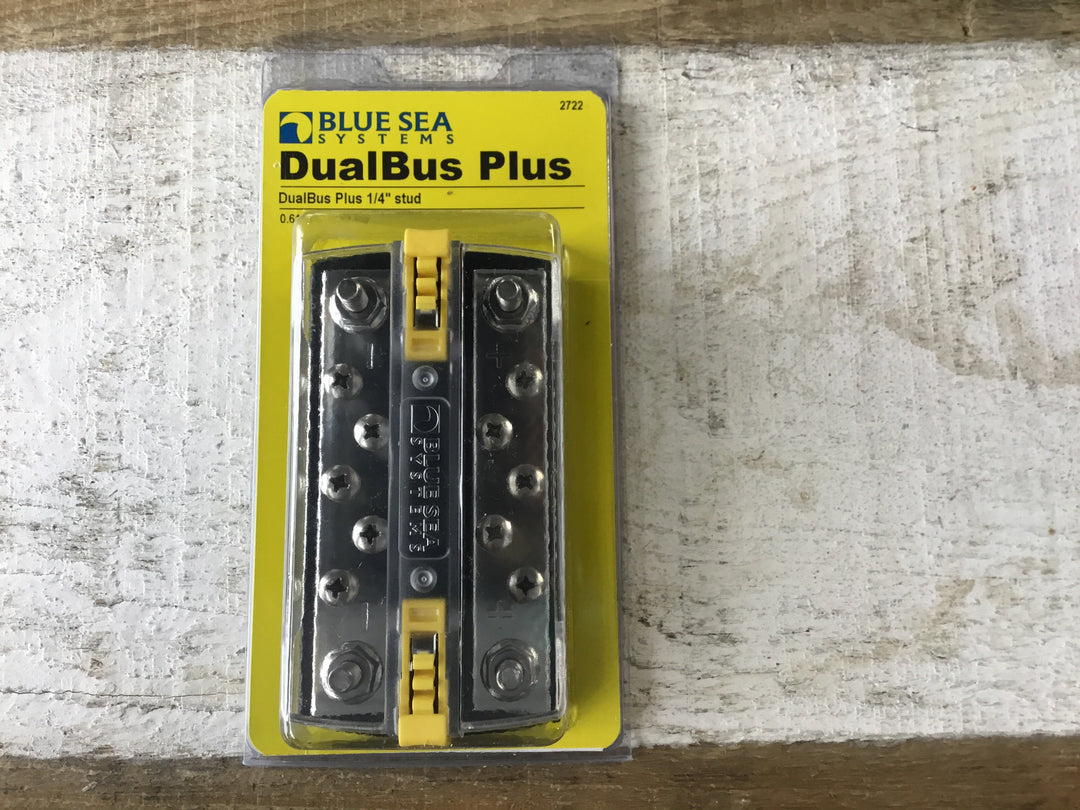 2722
BLUE SEA
SYSTEMS
DualBus Plus
DualBus Plus 1/4" stud
BLUE SEA
SYSTEMS